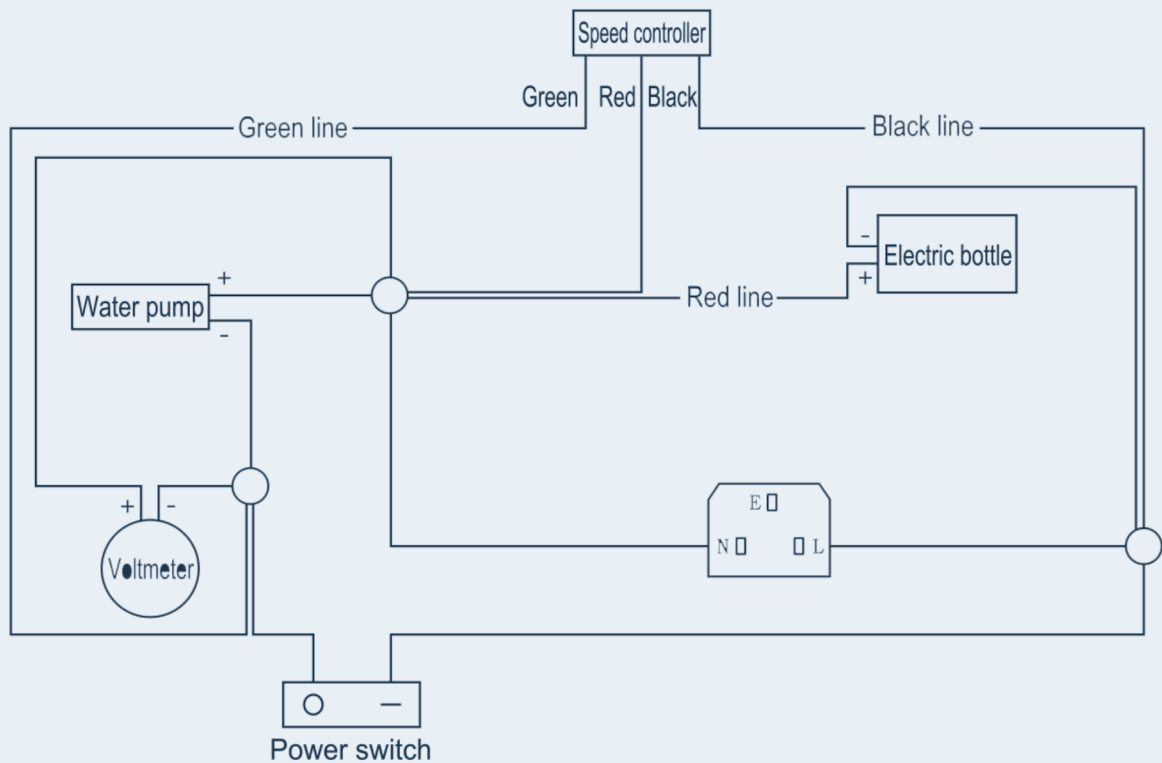 Speed controller
Green Red Black
Green line
Black line
-
Electric bottle
+
+
Water pump
-
Red line
+ -
Voltmeter
E
N L
Power switch